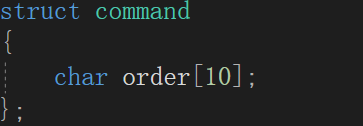 struct command
{
    char order[10];
};